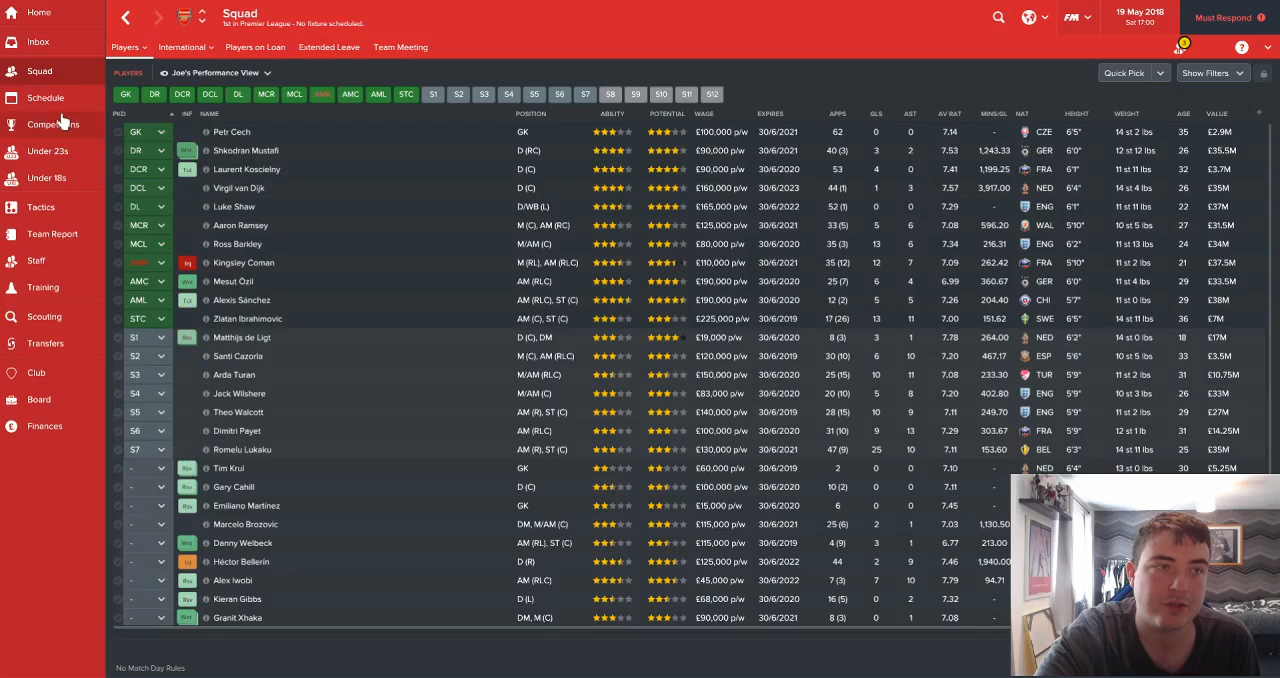 Home
Inbox
Squad
Schedule
Competitions
Under 23s
Under 18s
Tactics
Team Report
Staff
Training
Scouting
Transfers
Club
Board
Finances
Squad
1st in Premier League - No fixture scheduled.
FM
19 May 2018
Sat 17:00
Must Respond
Players International Players on Loan Extended Leave Team Meeting
3
PLAYERS Joe's Performance View Quick Pick Show Filters
GK DR DCR DCL DL MCR MCL AMR AMC AML STC S1 S2 S3 S4 S5 S6 S7 S8 S9 S10 S11 S12
PKD INF NAME POSITION ABILITY POTENTIAL WAGE EXPIRES APPS GLS AST AV RAT MINS/GL NAT HEIGHT WEIGHT AGE VALUE
GK Petr Cech GK £100,000 p/w 30/6/2021 62 0 0 7.14 - CZE 6'5" 14 st 2 lbs 35 £2.9M
DR Wnt Shkodran Mustafi D (RC) £90,000 p/w 30/6/2021 40 (3) 3 2 7.53 1,243.33 GER 6'0" 12 st 12 lbs 26 £35.5M
DCR Tut Laurent Koscielny D (C) £90,000 p/w 30/6/2020 53 4 0 7.41 1,199.25 FRA 6'1" 11 st 11 lbs 32 £3.7M
DCL Virgil van Dijk D (C) £160,000 p/w 30/6/2023 44 (1) 1 3 7.57 3,917.00 NED 6'4" 14 st 4 lbs 26 £35M
DL Luke Shaw D/WB (L) £165,000 p/w 30/6/2022 52 (1) 0 2 7.29 - ENG 6'1" 11 st 11 lbs 22 £37M
MCR Aaron Ramsey M (C), AM (RC) £125,000 p/w 30/6/2021 33 (5) 5 6 7.08 596.20 WAL 5'10" 10 st 5 lbs 27 £31.5M
MCL Ross Barkley M/AM (C) £80,000 p/w 30/6/2020 35 (3) 13 6 7.34 216.31 ENG 6'2" 11 st 13 lbs 24 £34M
AMR Inj Kingsley Coman M (RL), AM (RLC) £110,000 p/w 30/6/2020 35 (12) 12 7 7.09 262.42 FRA 5'10" 11 st 2 lbs 21 £37.5M
AMC Wnt Mesut Özil AM (RLC) £190,000 p/w 30/6/2020 25 (7) 6 4 6.99 360.67 GER 6'0" 11 st 4 lbs 29 £33.5M
AML Tut Alexis Sánchez AM (RLC), ST (C) £190,000 p/w 30/6/2020 12 (2) 5 5 7.26 204.40 CHI 5'7" 11 st 0 lbs 29 £38M
STC Zlatan Ibrahimovic AM (C), ST (C) £225,000 p/w 30/6/2019 17 (26) 13 11 7.00 151.62 SWE 6'5" 14 st 11 lbs 36 £7M
S1 Rsv Matthijs de Ligt D (C), DM £19,000 p/w 30/6/2020 8 (3) 3 1 7.78 264.00 NED 6'2" 14 st 0 lbs 18 £17M
S2 Santi Cazorla M (C), AM (RLC) £120,000 p/w 30/6/2019 30 (10) 6 10 7.20 467.17 ESP 5'6" 10 st 5 lbs 33 £3.5M
S3 Arda Turan M/AM (RLC) £120,000 p/w 30/6/2020 25 (15) 10 11 7.08 233.30 TUR 5'9" 11 st 0 lbs 31 £10.75M
S4 Jack Wilshere M/AM (C) £83,000 p/w 30/6/2020 20 (10) 5 8 7.20 402.80 ENG 5'9" 10 st 3 lbs 26 £33M
S5 Theo Walcott AM (R), ST (C) £140,000 p/w 30/6/2019 28 (15) 10 9 7.11 249.70 ENG 5'9" 11 st 2 lbs 29 £27M
S6 Dimitri Payet AM (RLC) £100,000 p/w 30/6/2020 31 (10) 9 13 7.29 303.67 FRA 5'9" 12 st 1 lb 31 £14.25M
S7 Romelu Lukaku AM (R), ST (C) £130,000 p/w 30/6/2021 47 (9) 25 10 7.11 153.60 BEL 6'3" 14 st 11 lbs 25 £35M
- Rsv Tim Krul GK £60,000 p/w 30/6/2019 2 0 0 7.10 - NED 6'4" 13 st 0 lbs 30 £5.25M
- Rsv Gary Cahill D (C) £100,000 p/w 30/6/2019 10 (2) 0 0 7.11 -
- Rsv Emiliano Martínez GK £15,000 p/w 30/6/2020 6 0 0 7.45 -
- Marcelo Brozovic DM, M/AM (C) £115,000 p/w 30/6/2021 25 (6) 2 1 7.03 1,130.50
- Wnt Danny Welbeck AM (RL), ST (C) £115,000 p/w 30/6/2020 4 (9) 3 1 6.77 213.00
- Inj Héctor Bellerín D (R) £125,000 p/w 30/6/2022 44 2 9 7.46 1,940.00
- Rsv Alex Iwobi AM (RLC) £45,000 p/w 30/6/2022 7 (3) 7 10 7.79 94.71
- Rsv Kieran Gibbs D (L) £68,000 p/w 30/6/2020 16 (5) 0 2 7.32 -
- Wnt Granit Xhaka DM, M (C) £90,000 p/w 30/6/2021 8 (3) 0 1 7.08 -
No Match Day Rules